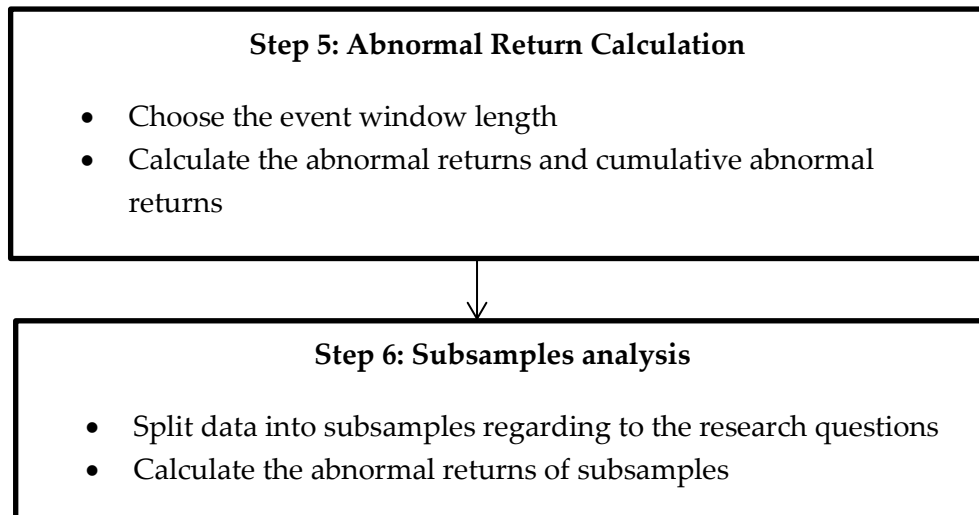 Step 5: Abnormal Return Calculation
• Choose the event window length
• Calculate the abnormal returns and cumulative abnormal
returns
Step 6: Subsamples analysis
• Split data into subsamples regarding to the research questions
• Calculate the abnormal returns of subsamples